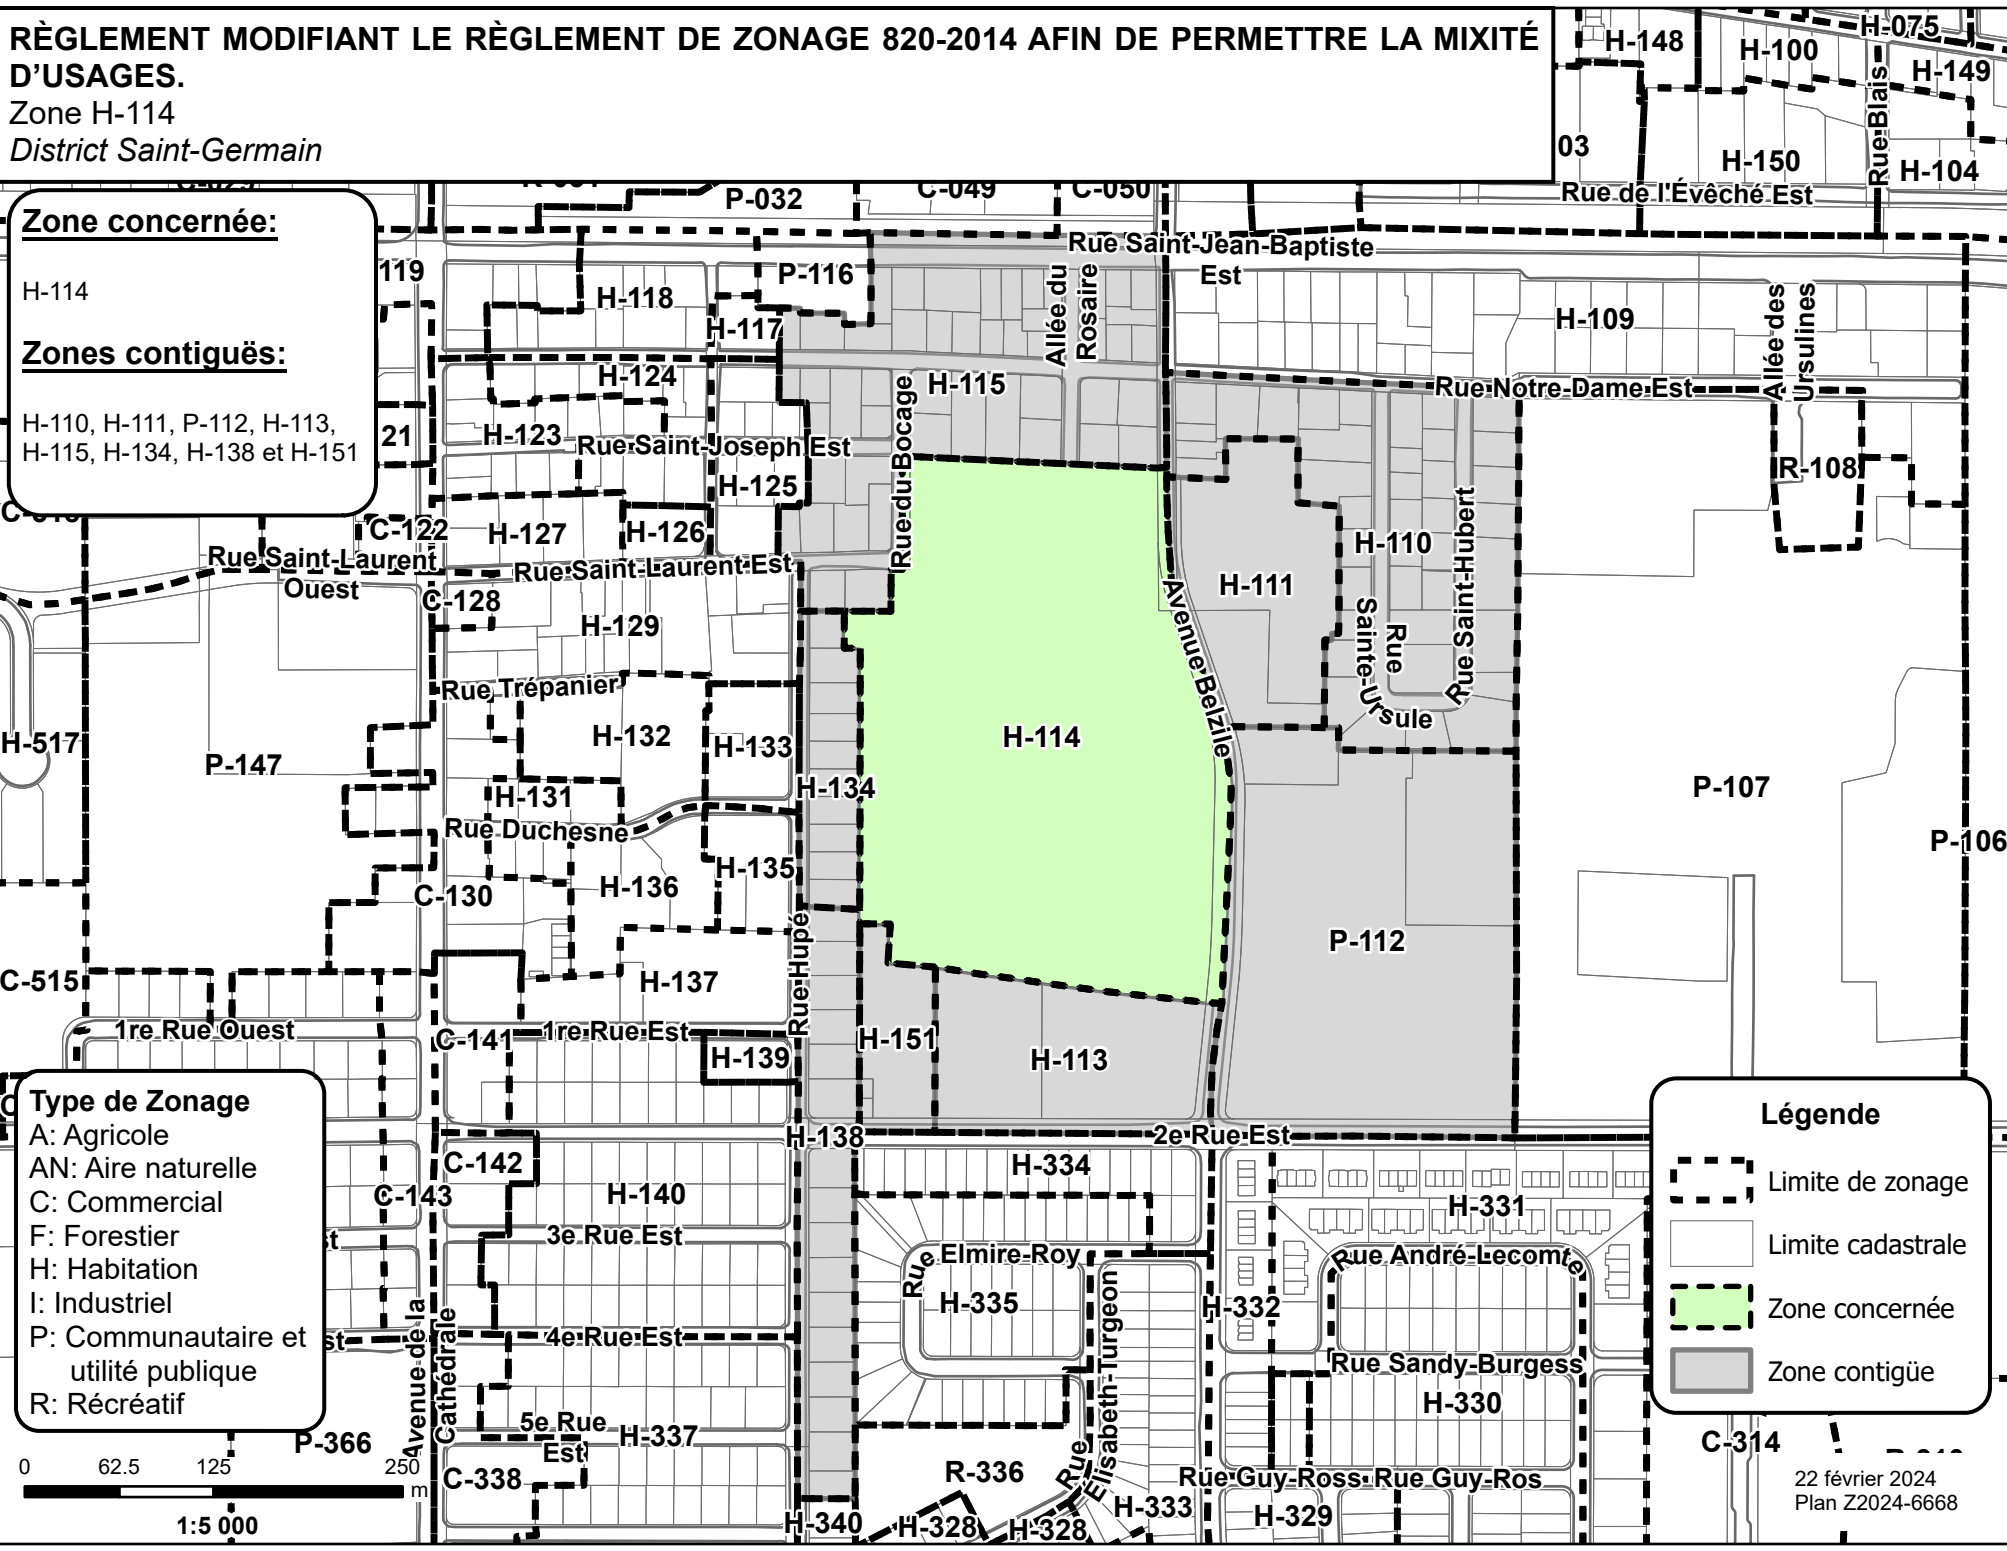 RÈGLEMENT MODIFIANT LE RÈGLEMENT DE ZONAGE 820-2014 AFIN DE PERMETTRE LA MIXITÉ
D'USAGES.
Zone H-114
District Saint-Germain
H-148
H-100
H-075
H-149
03
H-150
Rue Blais
H-104
Rue de l'Évêché Est
P-032
C-049
C-050
Zone concernée:
H-114
Zones contiguës:
H-110, H-111, P-112, H-113,
H-115, H-134, H-138 et H-151
119
H-118
P-116
H-117
Allée du
Rosaire
Rue Saint-Jean-Baptiste
Est
H-109
Allée des
Ursulines
H-124
H-115
Rue Notre-Dame Est
21
H-123
Rue Saint-Joseph Est
Rue du Bocage
R-108
H-125
C-122
H-127
H-126
H-110
Rue Saint-Hubert
Rue Saint-Laurent
Ouest
Rue Saint-Laurent Est
H-111
C-128
H-129
Avenue Belzile
Rue
Sainte-Ursule
Rue Trépanier
H-517
P-147
H-132
H-133
H-114
H-134
P-107
H-131
Rue Duchesne
P-106
H-135
H-136
C-130
P-112
C-515
H-137
Rue Hupé
1re Rue Ouest
C-141
1re Rue Est
H-139
H-151
H-113
H-138
2e Rue Est
C-142
H-334
C-143
H-140
H-331
3e Rue Est
Rue Elmire-Roy
Rue André-Lecomte
H-335
H-332
4e Rue Est
Avenue de la
Cathédrale
Rue
Élisabeth-Turgeon
Rue Sandy-Burgess
H-330
5e Rue
Est
H-337
P-366
C-338
R-336
Rue Guy-Ross
Rue Guy-Ros
C-314
H-333
H-329
H-340
H-328
H-328
Type de Zonage
A: Agricole
AN: Aire naturelle
C: Commercial
F: Forestier
H: Habitation
I: Industriel
P: Communautaire et
utilité publique
R: Récréatif
st
st
0 62.5 125 250
m
1:5 000
Légende
Limite de zonage
Limite cadastrale
Zone concernée
Zone contigüe
22 février 2024
Plan Z2024-6668